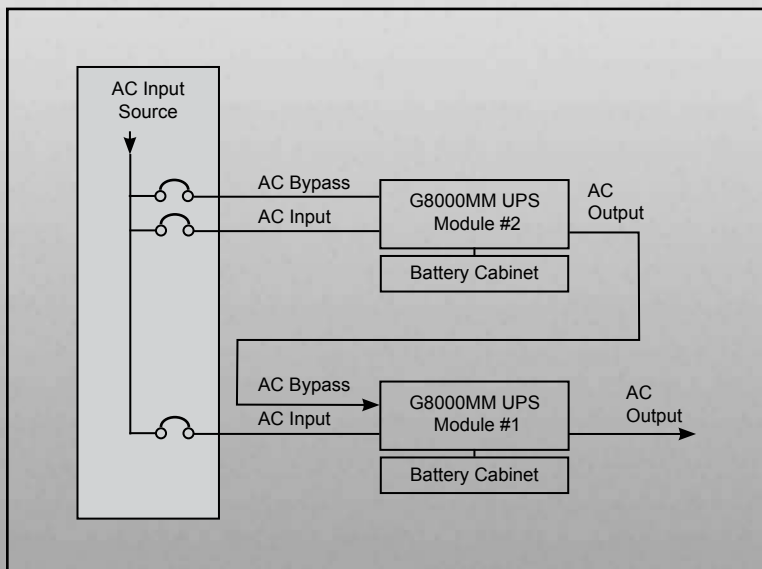 AC Input
Source
AC Bypass
AC Input
G8000MM UPS
Module #2
AC
Output
Battery Cabinet
AC Bypass
AC Input
G8000MM UPS
Module #1
AC
Output
Battery Cabinet